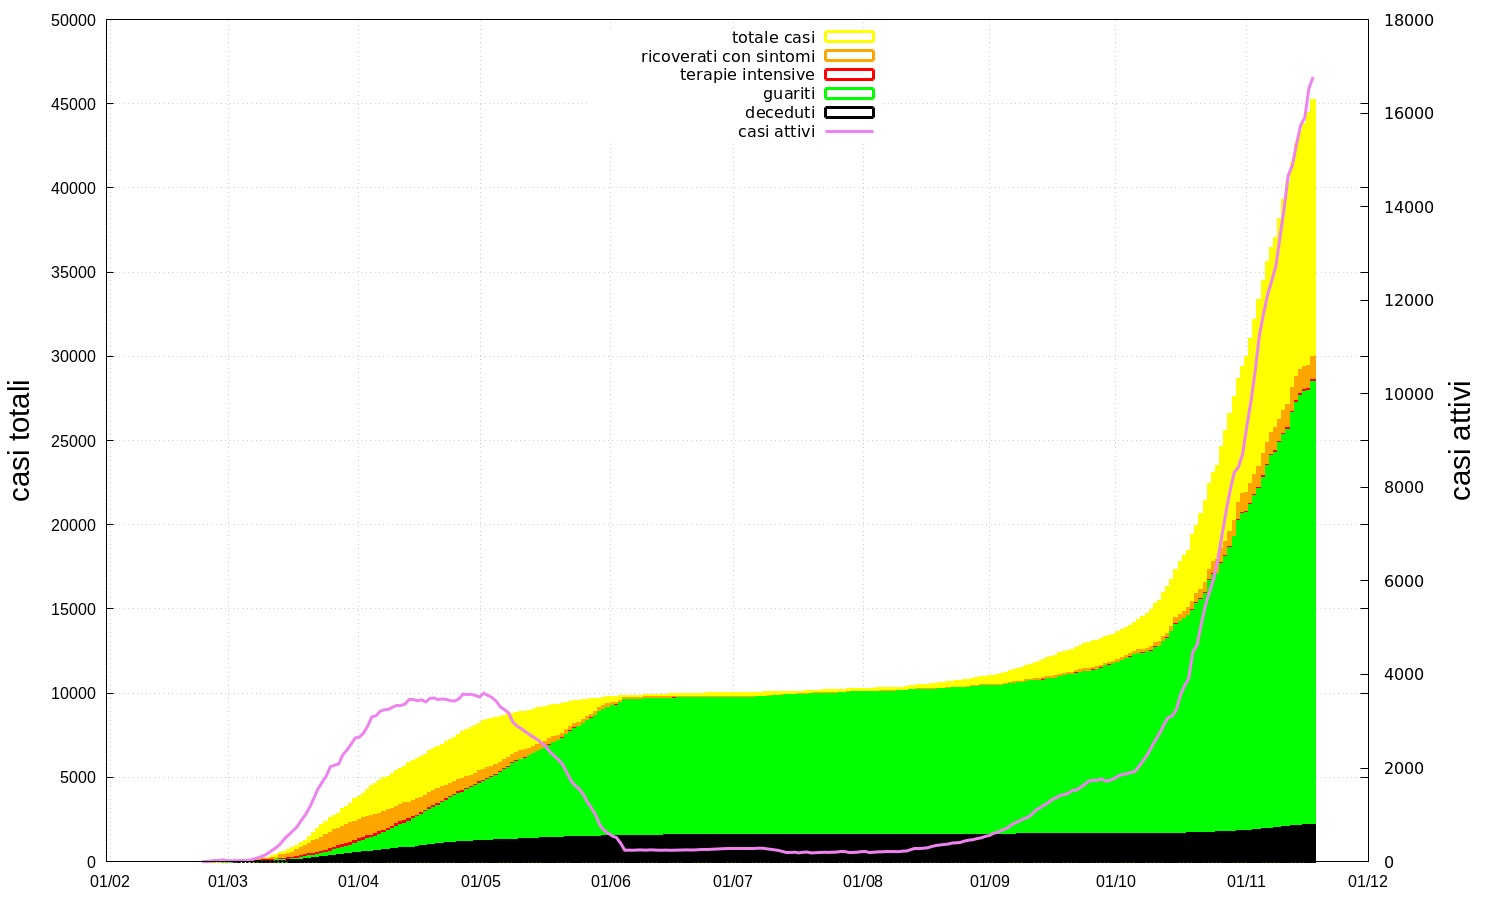 totale casi
ricoverati con sintomi
terapie intensive
guariti
deceduti
casi attivi
casi totali
50000
45000
40000
35000
30000
25000
20000
15000
10000
5000
0
18000
16000
14000
12000
10000
8000
6000
4000
2000
0
casi attivi
01/02 01/03 01/04 01/05 01/06 01/07 01/08 01/09 01/10 01/11 01/12